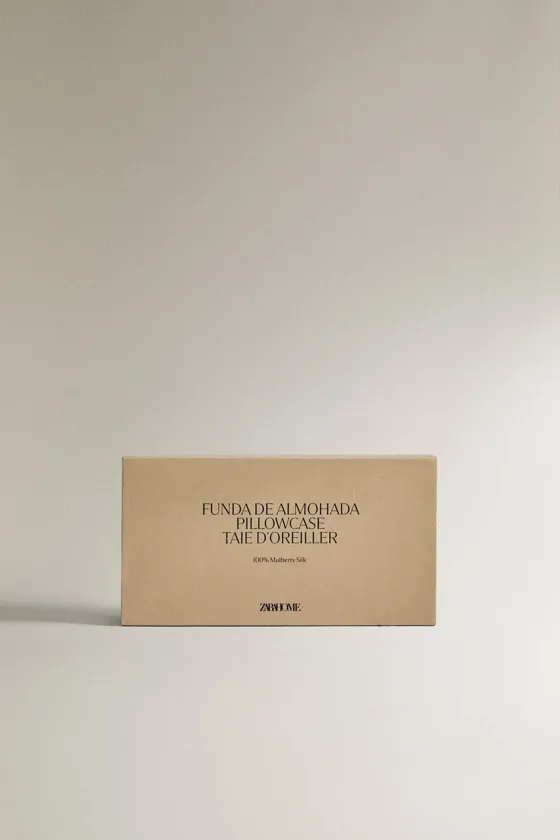 FUNDA DE ALMOHADA
PILLOWCASE
TAIE D'OREILLER
100% Mulberry Silk
ZARA HOME